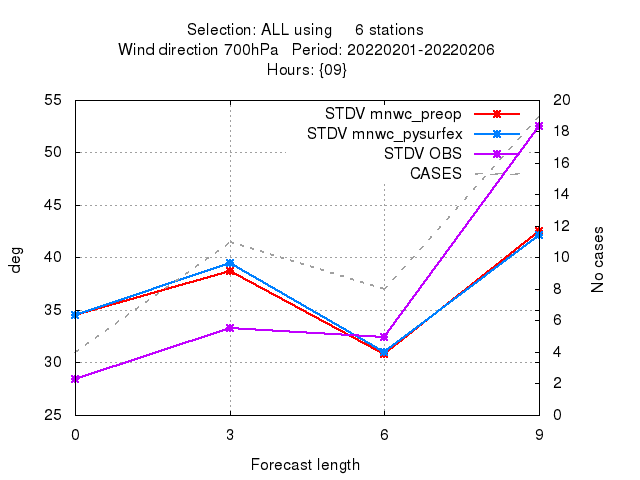 Selection: ALL using     6 stations
Wind direction 700hPa   Period: 20220201-20220206
Hours: {09}
STDV mnwc_preop
STDV mnwc_pysurfex
STDV OBS
CASES
55
50
45
40
35
30
25
deg
20
18
16
14
12
10
8
6
4
2
0
No cases
0 3 6 9
Forecast length